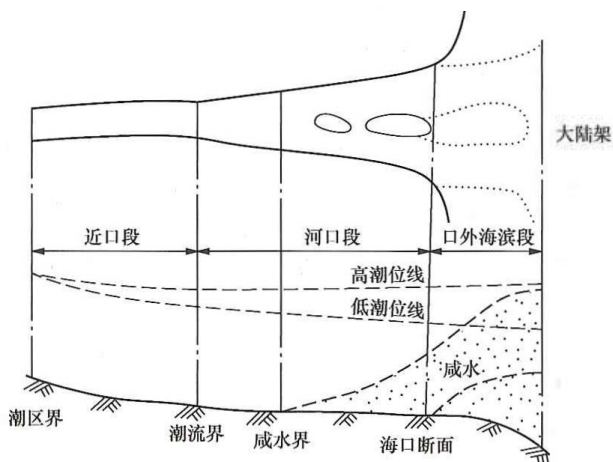 大陆架
近口段
河口段
口外海滨段
高潮位线
低潮位线
咸水
潮区界
潮流界
咸水界
海口断面